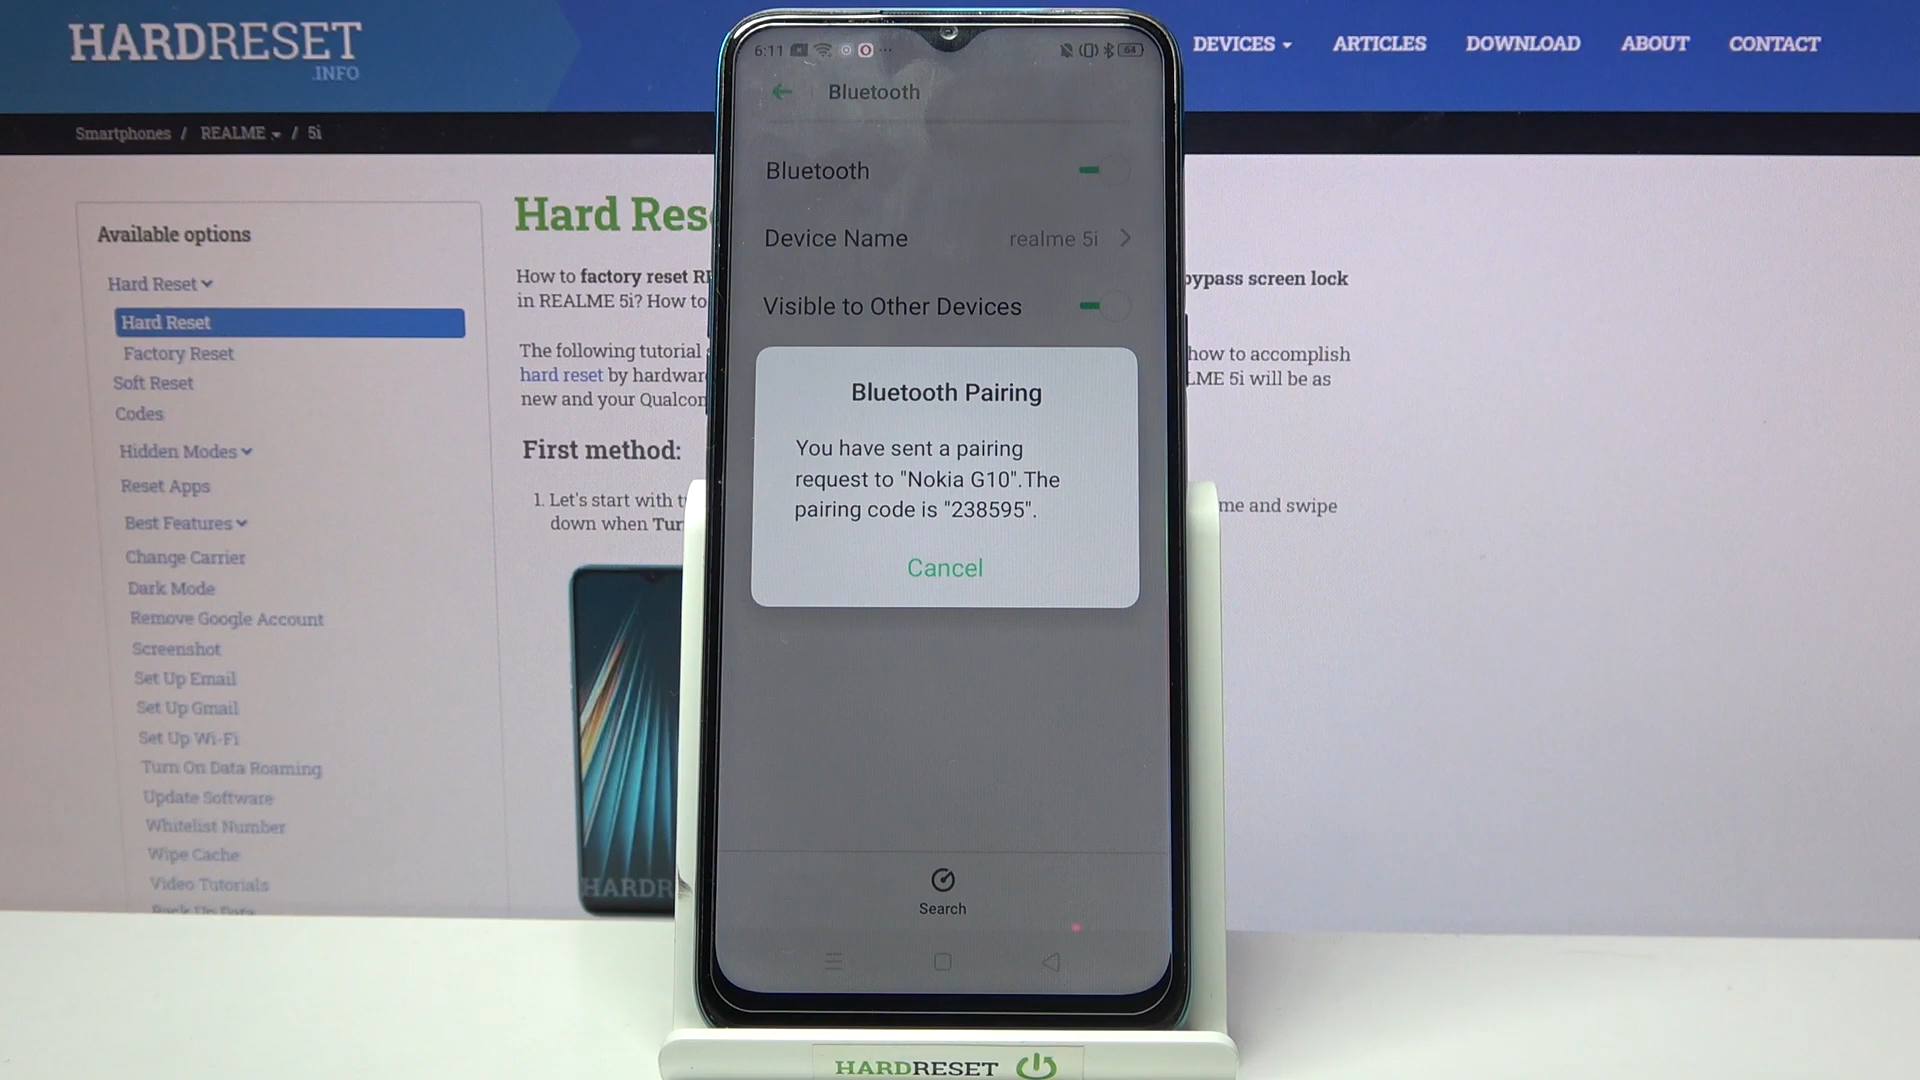 HARDRESET
.INFO
DEVICES
ARTICLES
DOWNLOAD
ABOUT
CONTACT
Smartphones / REALME / 5i
Available options
Hard Reset
Hard Reset
Factory Reset
Soft Reset
Codes
Hidden Modes
Reset Apps
Best Features
Change Carrier
Dark Mode
Remove Google Account
Screenshot
Set Up Email
Set Up Gmail
Set Up Wi-Fi
Turn On Data Roaming
Update Software
Whitelist Number
Wipe Cache
Video Tutorials
Back Up Data
Hard Res
How to factory reset
bypass screen lock
in REALME 5i? How to
The following tutorial
how to accomplish
hard reset by
LME 5i will be as
new and your
First method:
1. Let's start with
me and swipe
down when
HARDR
6:11
64
Bluetooth
Bluetooth
Device Name realme 5i
Visible to Other Devices
Bluetooth Pairing
You have sent a pairing
request to "Nokia G10".The
pairing code is "238595".
Cancel
Search
HARDRESET